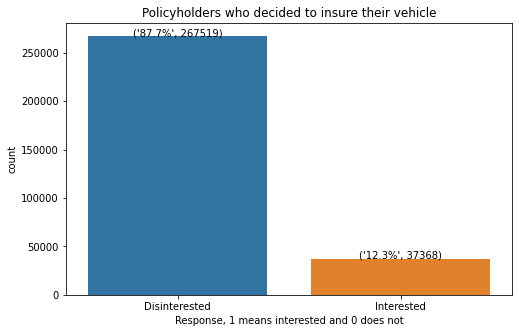 Policyholders who decided to insure their vehicle
('87.7%', 267519)
('12.3%', 37368)
250000
200000
150000
100000
50000
0
count
Disinterested
Interested
Response, 1 means interested and 0 does not